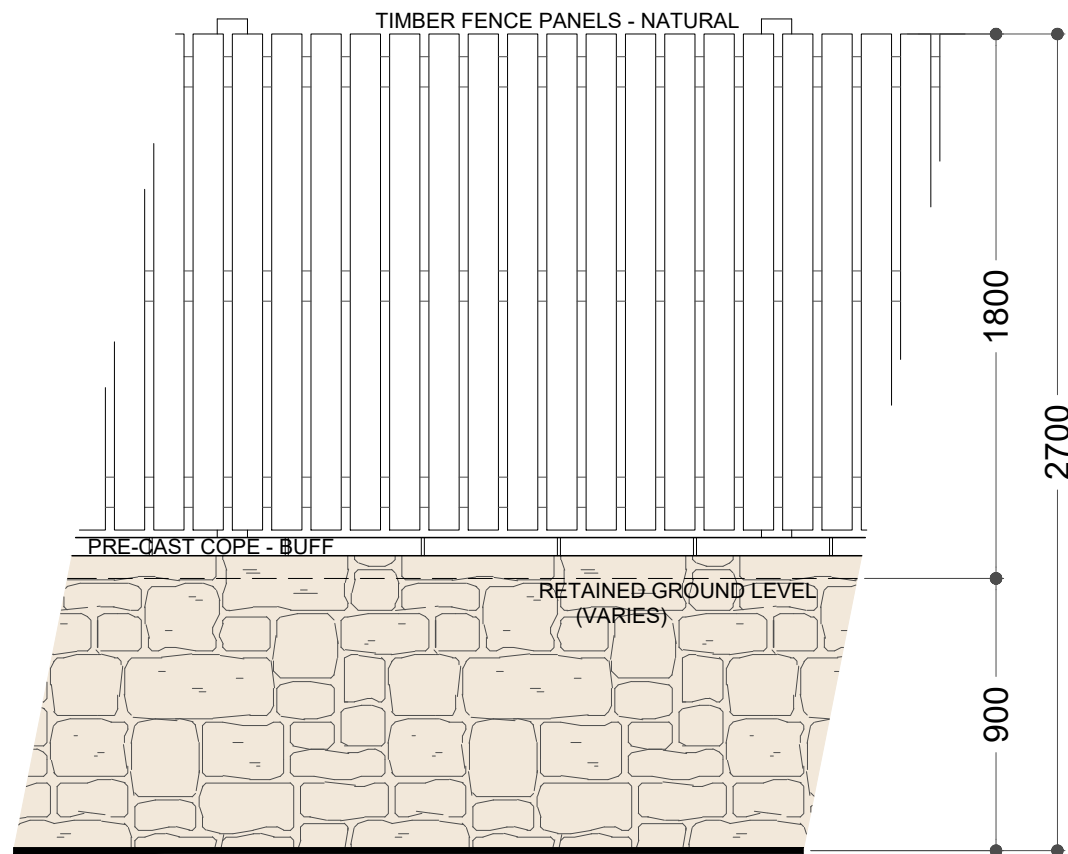 TIMBER FENCE PANELS - NATURAL
1800
2700
PRE-CAST COPE - BUFF
RETAINED GROUND LEVEL
(VARIES)
900